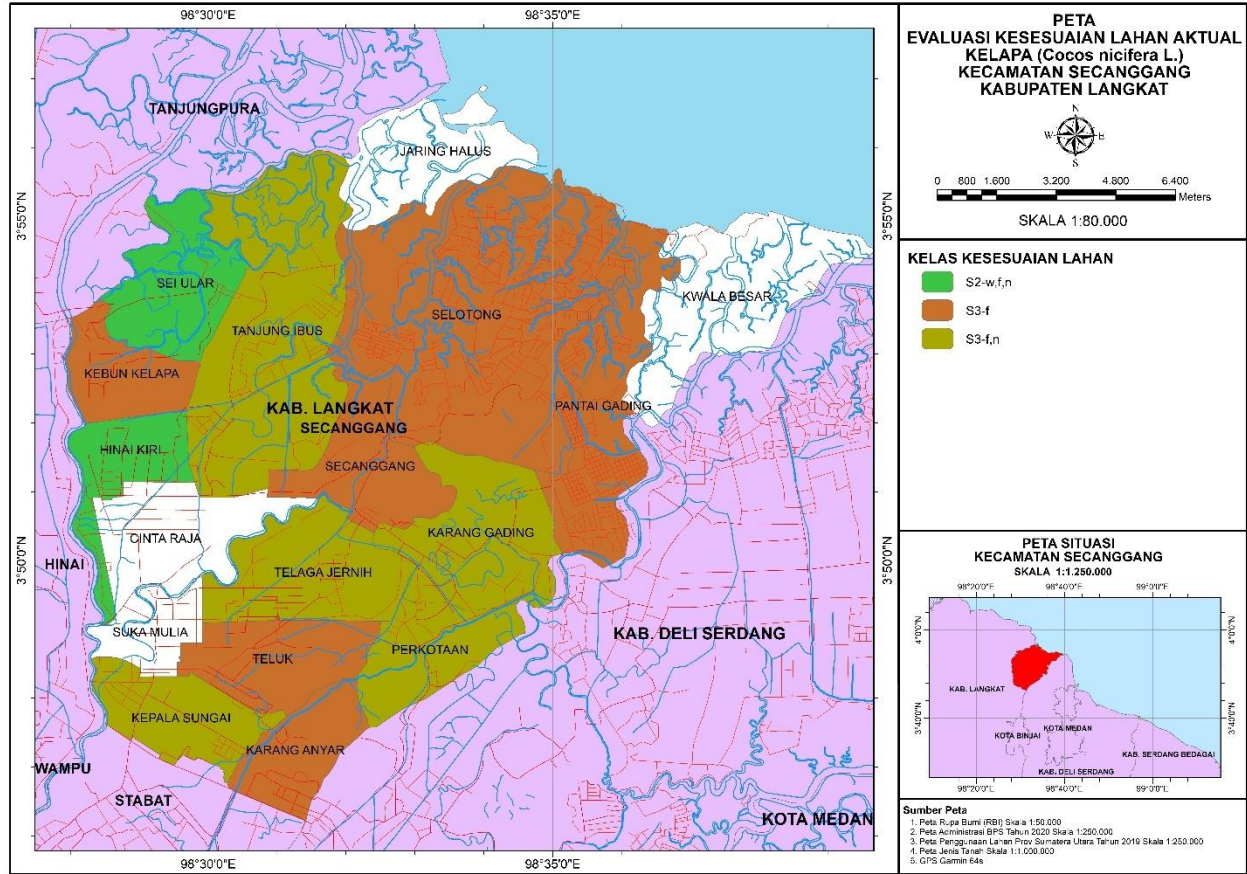 98°30'0"E
98°35'0"E
TANJUNGPURA
JARING HALUS
3°55'0"N
3°55'0"N
SEI ULAR
KWALA BESAR
SELOTONG
TANJUNG IBUS
KEBUN KELAPA
PANTAI GADING
KAB. LANGKAT
SECANGGANG
HINAI KIRI
SECANGGANG
KARANG GADING
CINTA RAJA
HINAI
3°50'0"N
3°50'0"N
TELAGA JERNIH
SUKA MULIA
KAB. DELI SERDANG
TELUK
PERKOTAAN
KEPALA SUNGAI
KARANG ANYAR
WAMPU
STABAT
KOTA MEDAN
98°30'0"E
98°35'0"E
PETA
EVALUASI KESESUAIAN LAHAN AKTUAL
KELAPA (Cocos nicifera L.)
KECAMATAN SECANGGANG
KABUPATEN LANGKAT
N
W E
S
0 800 1.600 3.200 4.800 6.400
Meters
SKALA 1:80.000
KELAS KESESUAIAN LAHAN
S2-w,f,n
S3-f
S3-f,n
PETA SITUASI
KECAMATAN SECANGGANG
SKALA 1:1.250.000
98°20'0"E 98°40'0"E 99°0'0"E
4°0'0"N
4°0'0"N
KAB. LANGKAT
3°40'0"N
3°40'0"N
KOTA MEDAN
KOTA BINJAI
KAB. SERDANG BEDAGAI
KAB. DELI SERDANG
98°20'0"E 98°40'0"E 99°0'0"E
Sumber Peta
1. Peta Rupa Bumi (RBI) Skala 1:50.000
2. Peta Administrasi BPS Tahun 2020 Skala 1:250.000
3. Peta Penggunaan Lahan Prov Sumatera Utara Tahun 2019 Skala 1:250.000
4. Peta Jenis Tanah Skala 1:1.000.000
5. GPS Garmin 64s